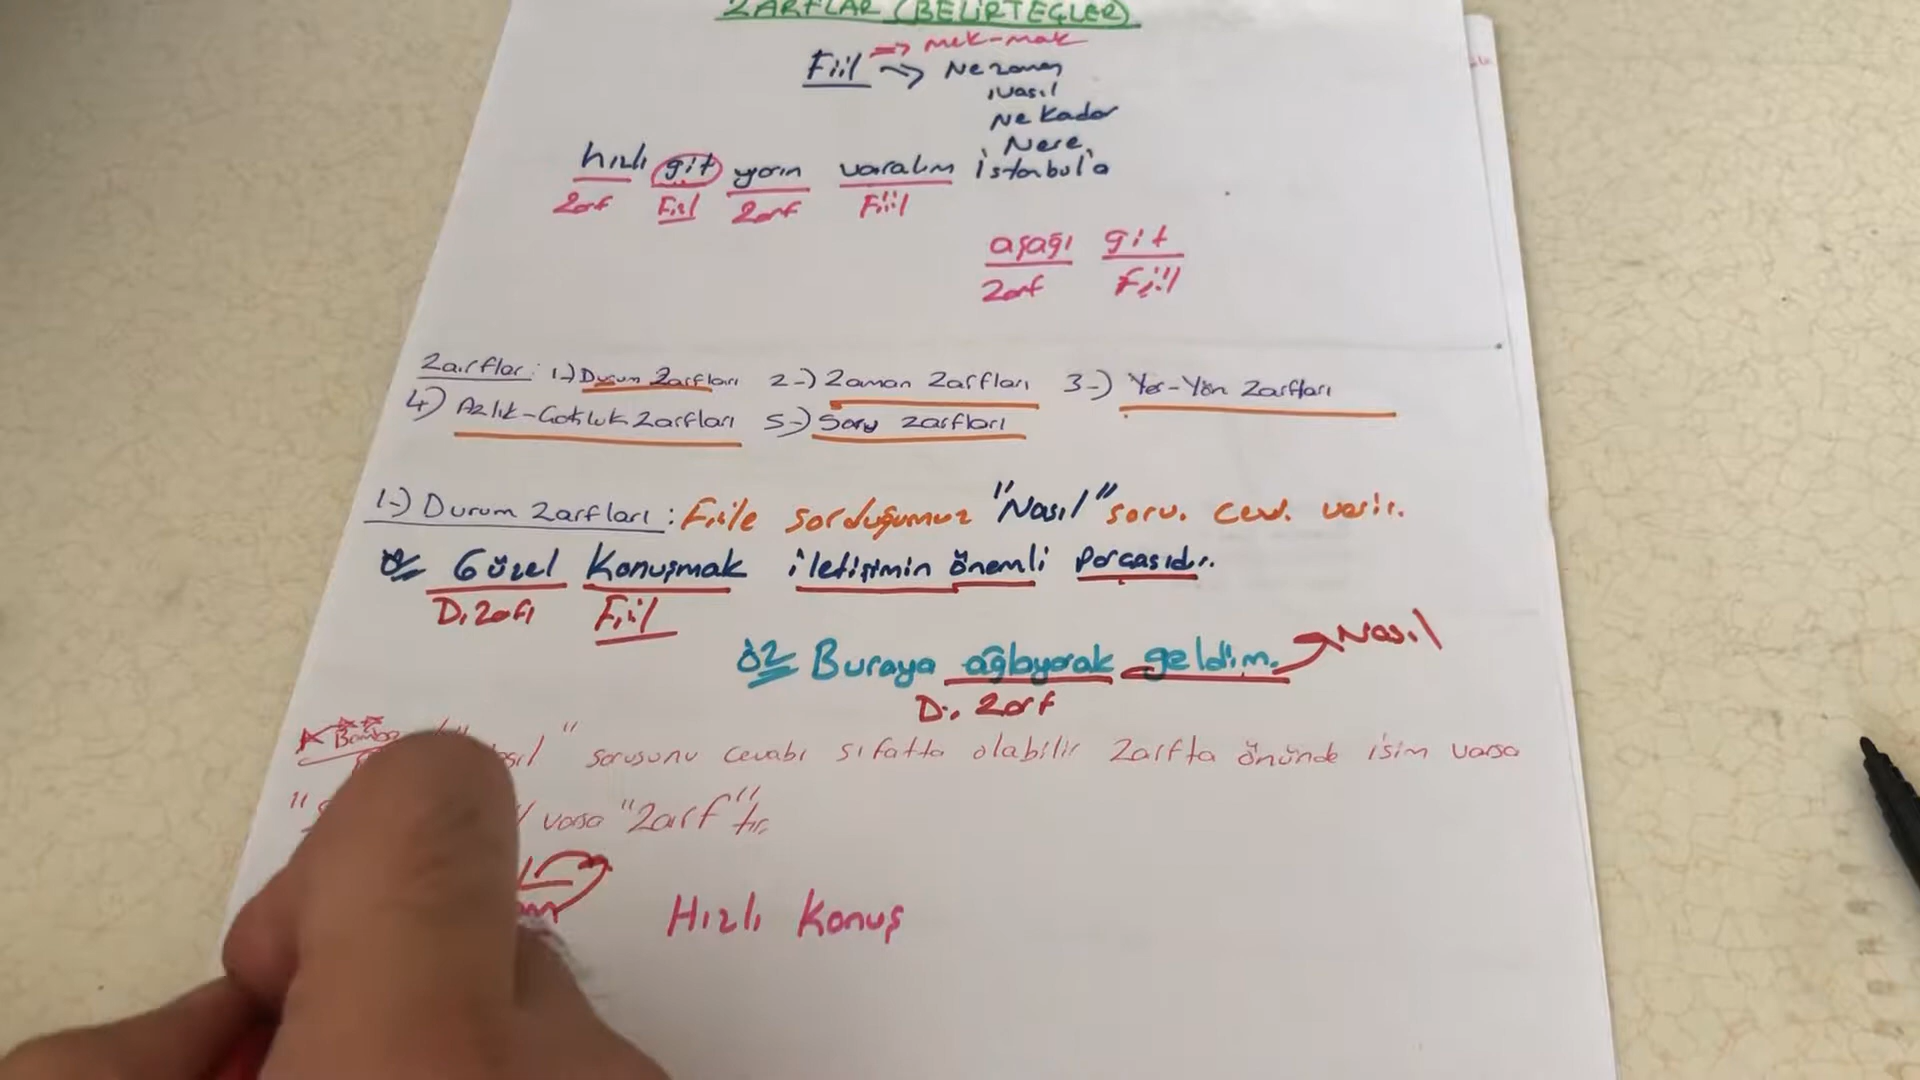 ZARFLAR (BELİRTEÇLER)
Fiil => mek-mak
Ne zaman
Nasıl
Ne kadar
Nere
hızlı git yarın varalım İstanbul'a
Zarf Fiil Zarf Fiil
aşağı git
Zarf Fiil
Zarflar: 1-) Durum Zarfları 2-) Zaman Zarfları 3-) Yer-Yön Zarfları
4) Azlık-Çokluk Zarfları 5-) Soru Zarfları
1-) Durum Zarfları: Fiile sorduğumuz "Nasıl" soru. cev. verir.
Güzel Konuşmak iletişimin önemli parçasıdır.
D. Zarfı Fiil
öz Buraya ağlayarak geldim. Nasıl
D. Zarf
" sorusunu cevabı sıfatta olabilir zarfta önünde isim varsa
varsa "Zarf"tır
Hızlı Konuş